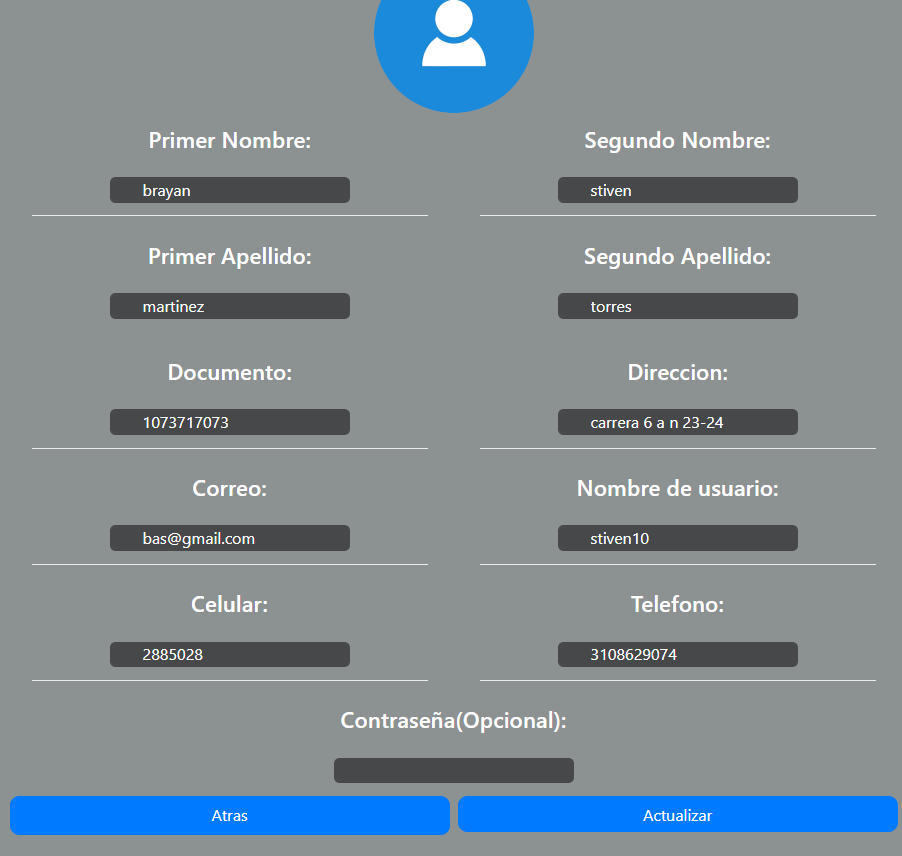 Primer Nombre:
Segundo Nombre:
brayan
stiven
Primer Apellido:
Segundo Apellido:
martinez
torres
Documento:
Direccion:
1073717073
carrera 6 a n 23-24
Correo:
Nombre de usuario:
bas@gmail.com
stiven10
Celular:
Telefono:
2885028
3108629074
Contraseña(Opcional):
Atras
Actualizar